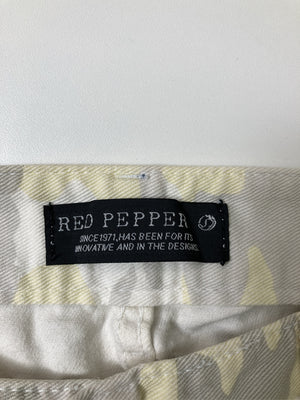 RED PEPPER
SINCE 1971, HAS BEEN FOR ITS
INNOVATIVE AND IN THE DESIGNS.